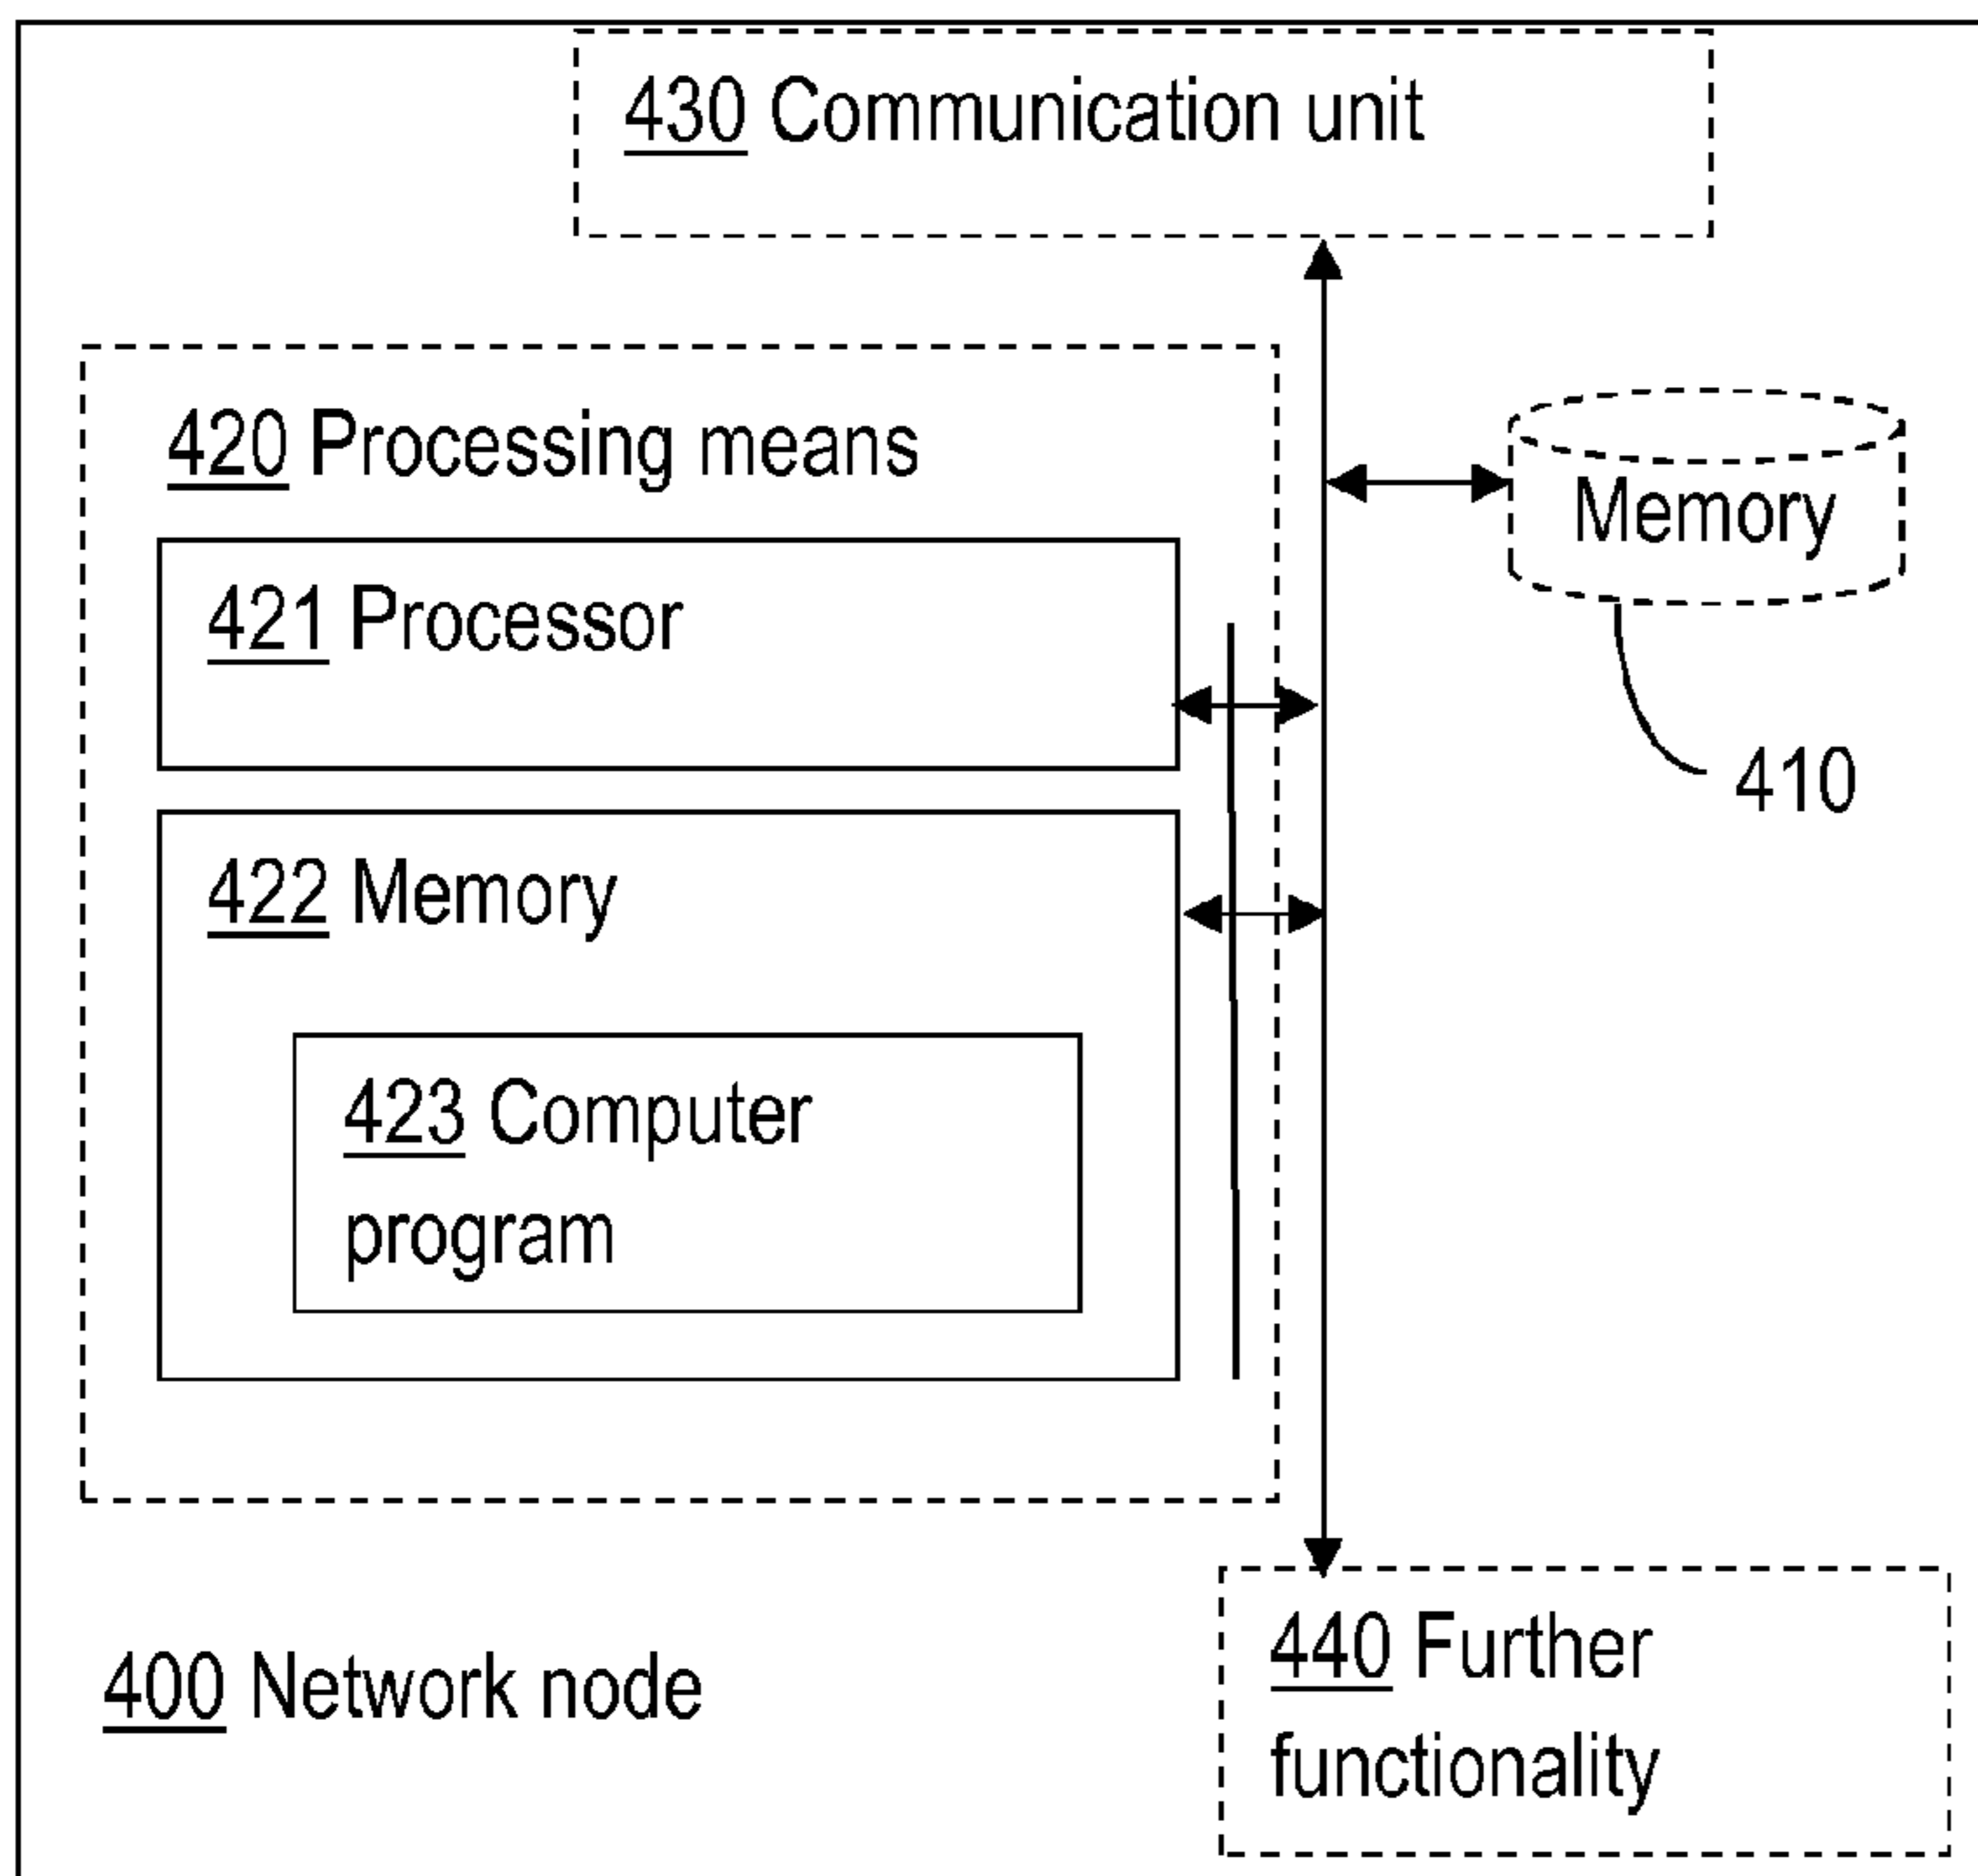 430 Communication unit
420 Processing means
Memory
421 Processor
410
422 Memory
423 Computer
program
440 Further
functionality
400 Network node